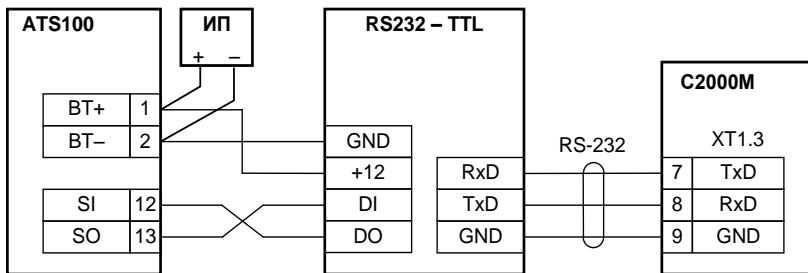 ATS100
ИП
+ –
BT+ 1
BT– 2
SI 12
SO 13
RS232 – TTL
GND
+12
DI
DO
RxD
TxD
GND
RS-232
C2000M
XT1.3
7 TxD
8 RxD
9 GND